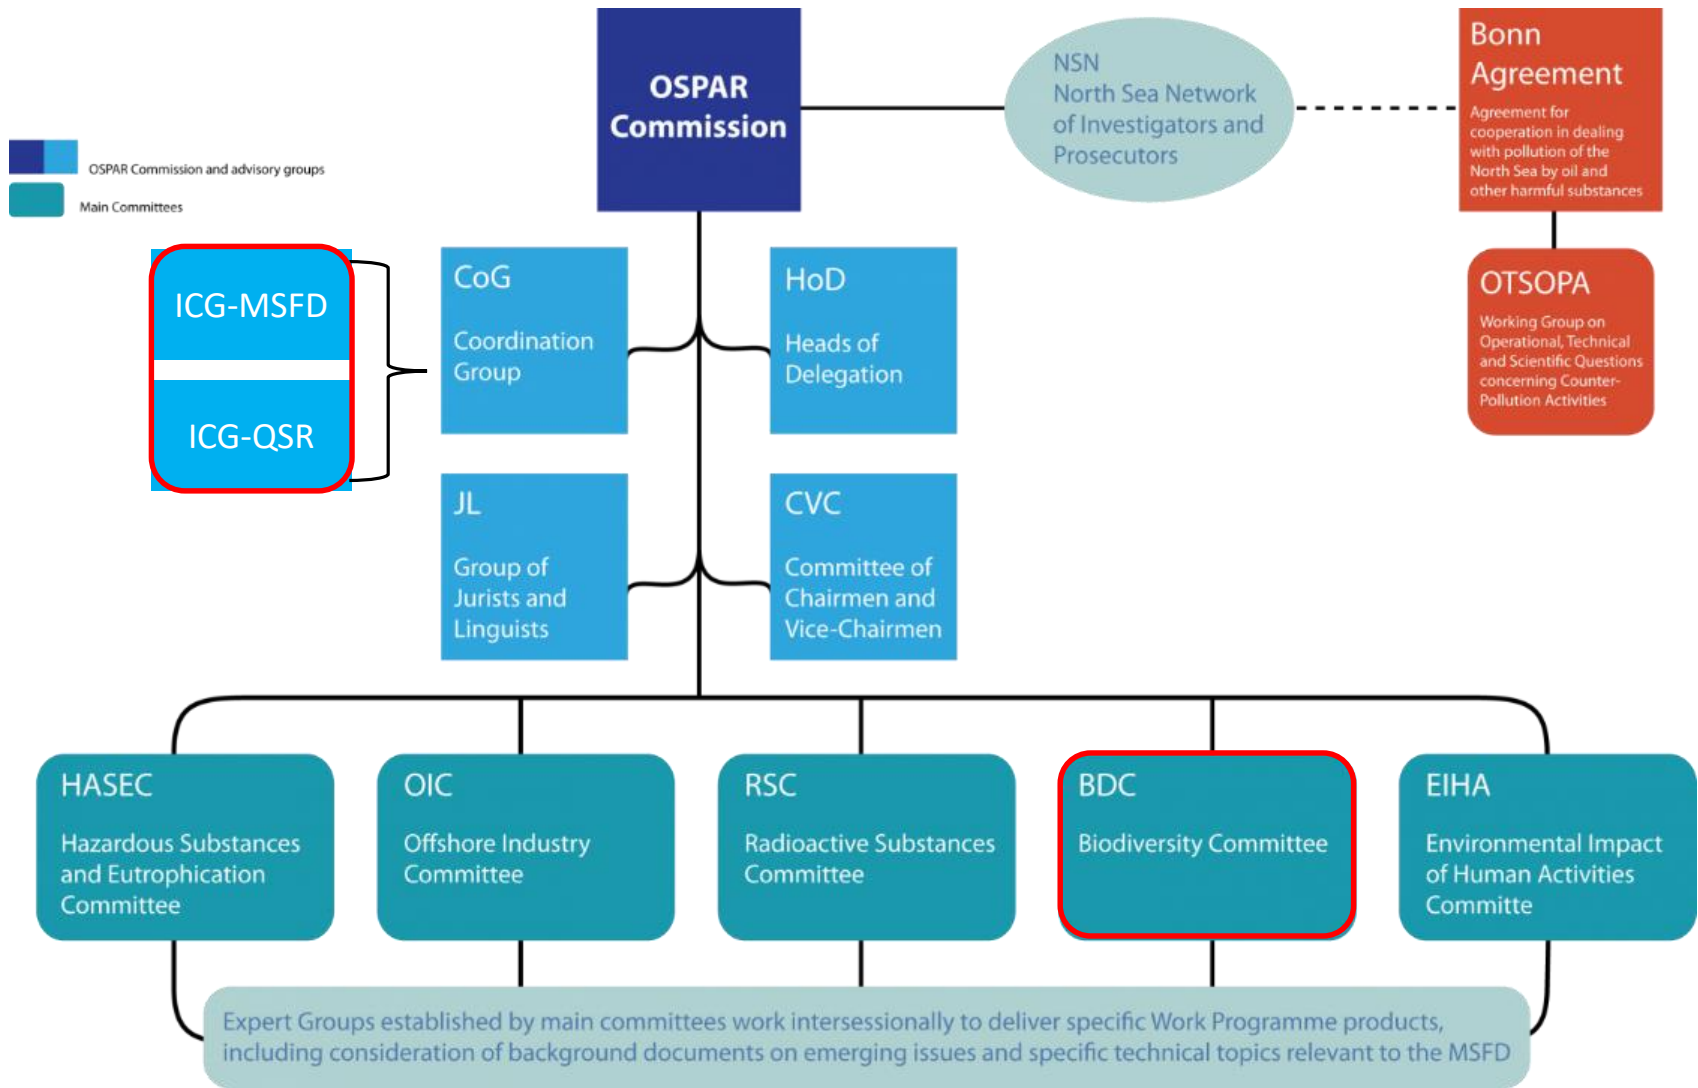 OSPAR
Commission
NSN
North Sea Network
of Investigators and
Prosecutors
Bonn
Agreement
Agreement for
cooperation in dealing
with pollution of the
North Sea by oil and
other harmful substances
OSPAR Commission and advisory groups
Main Committees
ICG-MSFD
ICG-QSR
CoG
Coordination
Group
HoD
Heads of
Delegation
OTSOPA
Working Group on
Operational, Technical
and Scientific Questions
concerning Counter-
Pollution Activities
JL
Group of
Jurists and
Linguists
CVC
Committee of
Chairmen and
Vice-Chairmen
HASEC
Hazardous Substances
and Eutrophication
Committee
OIC
Offshore Industry
Committee
RSC
Radioactive Substances
Committee
BDC
Biodiversity Committee
EIHA
Environmental Impact
of Human Activities
Committe
Expert Groups established by main committees work intersessionally to deliver specific Work Programme products,
including consideration of background documents on emerging issues and specific technical topics relevant to the MSFD